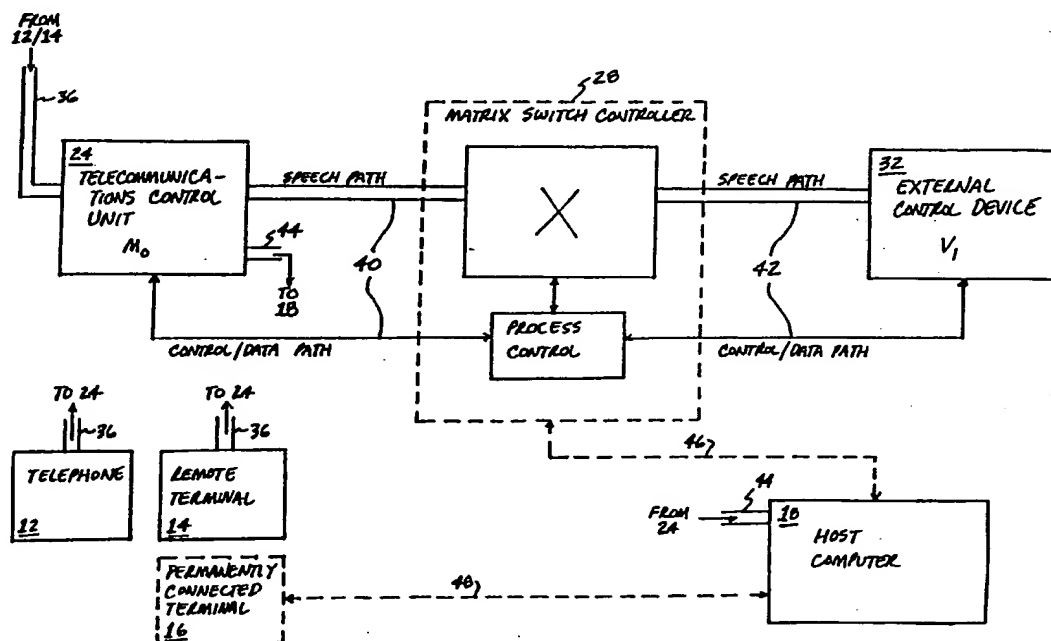 FROM
12/14
36
28
MATRIX SWITCH CONTROLLER
24
TELECOMMUNICA-
TIONS CONTROL
UNIT
M0
SPEECH PATH
X
SPEECH PATH
32
EXTERNAL
CONTROL DEVICE
V1
44
TO
18
40
42
PROCESS
CONTROL
CONTROL/DATA PATH
CONTROL/DATA PATH
TO 24
36
TO 24
36
TELEPHONE
12
REMOTE
TERMINAL
14
46
44
FROM
24
18
HOST
COMPUTER
PERMANENTLY
CONNECTED
TERMINAL
16
48